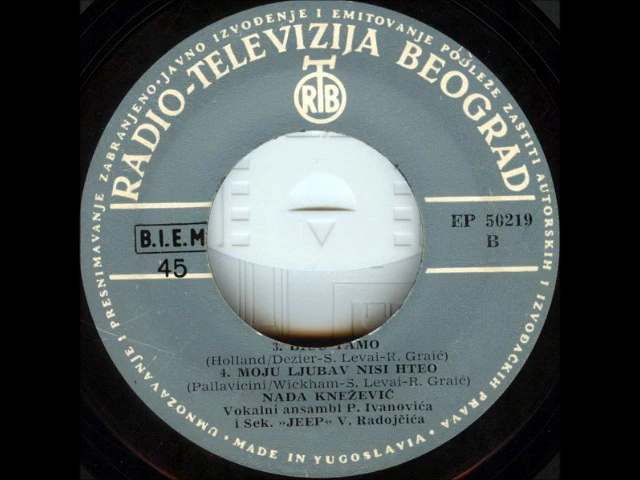 UMNOŽAVANJE I PRESNIMAVANJE ZABRANJENO • JAVNO IZVOĐENJE I EMITOVANJE PODLEŽE ZAŠTITI AUTORSKIH I IZVOĐAČKIH PRAVA
RADIO-TELEVIZIJA BEOGRAD
RTB
B.I.E.M
45
EP 50219
B
3. TAMO
(Holland/Dezier-S. Levai-R. Graić)
4. MOJU LJUBAV NISI HTEO
(Pallavicini/Wickham-S. Levai-R. Graić)
NADA KNEŽEVIĆ
Vokalni ansambl P. Ivanovića
i Sek. »JEEP« V. Radojčića
• MADE IN YUGOSLAVIA •